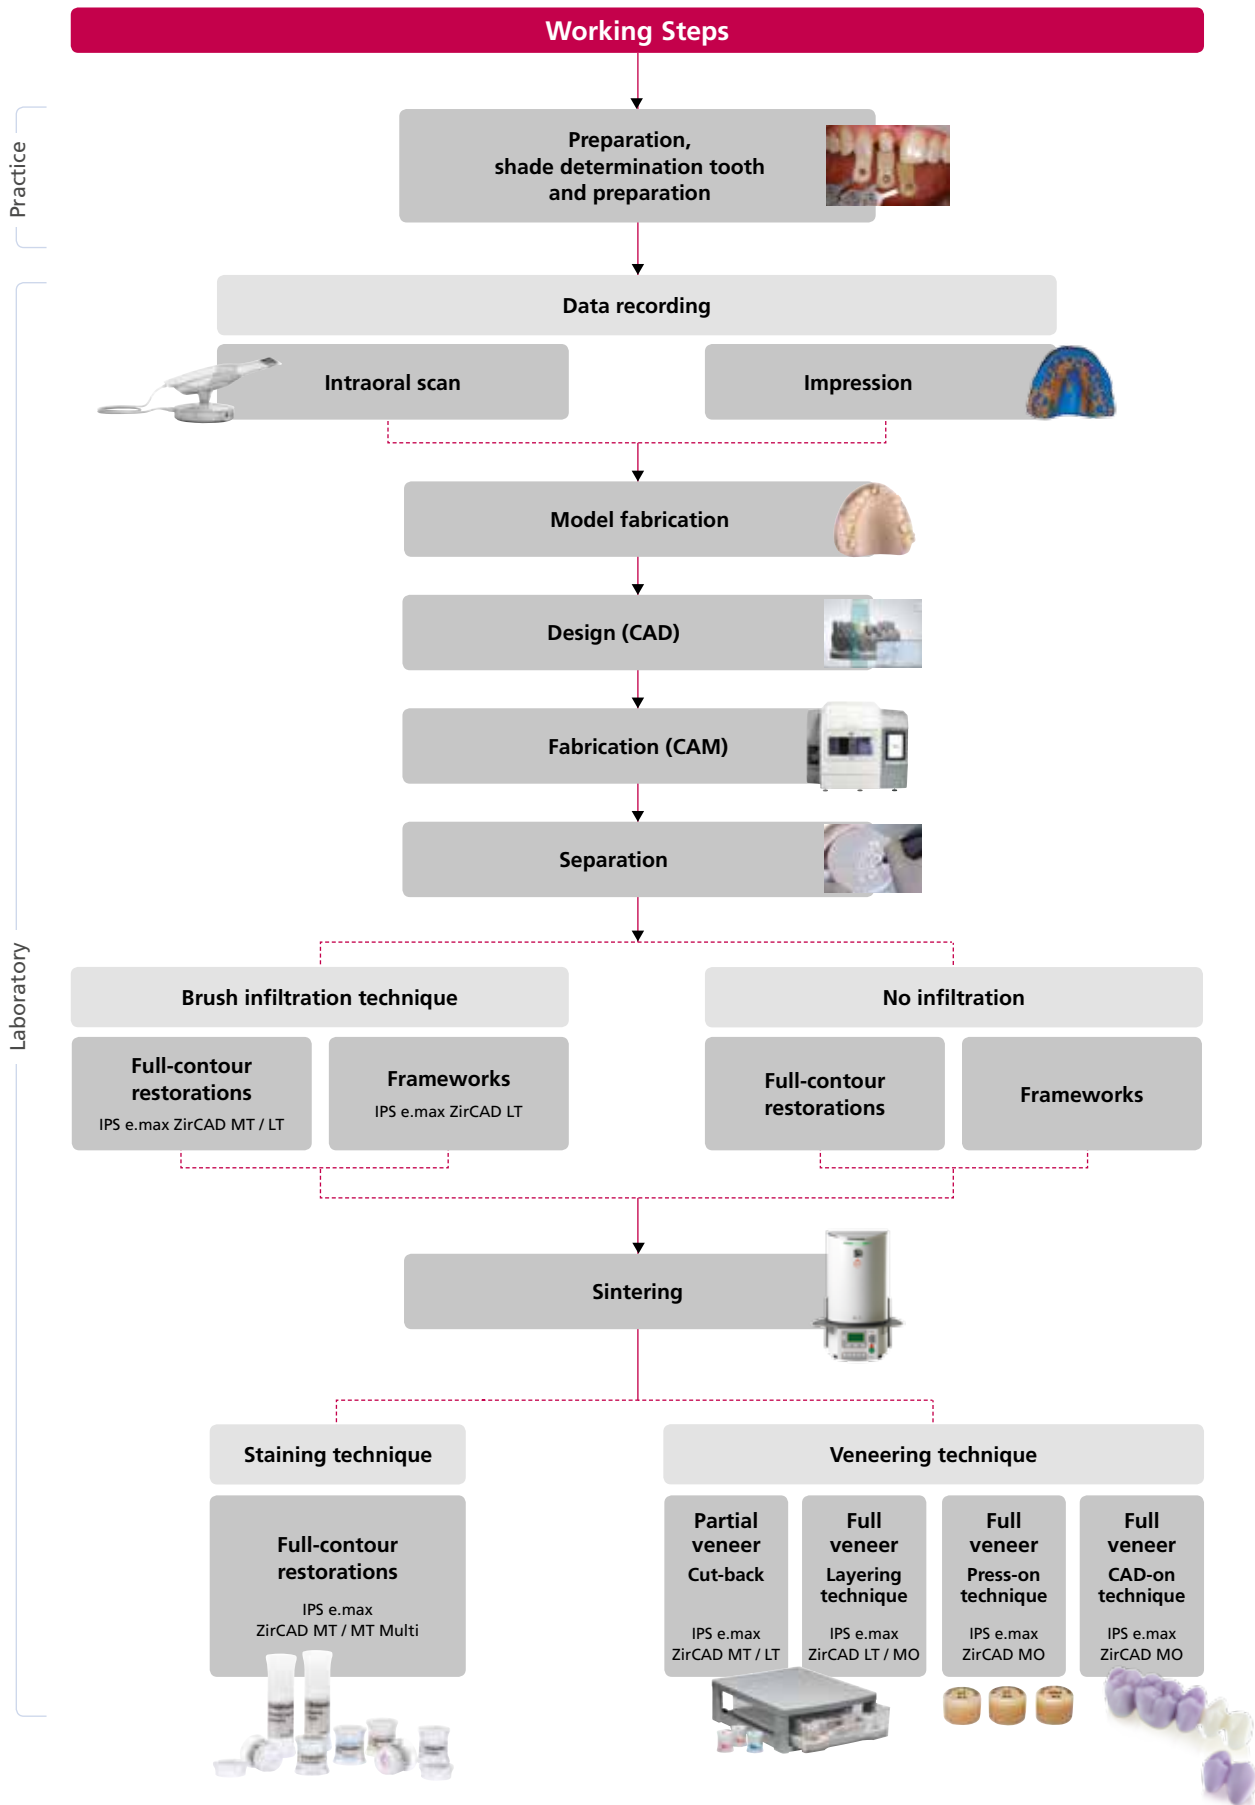 Working Steps
Practice
Preparation,
shade determination tooth
and preparation
Laboratory
Data recording
Intraoral scan
Impression
Model fabrication
Design (CAD)
Fabrication (CAM)
Separation
Brush infiltration technique
Full-contour
restorations
IPS e.max ZirCAD MT / LT
Frameworks
IPS e.max ZirCAD LT
No infiltration
Full-contour
restorations
Frameworks
Sintering
Staining technique
Full-contour
restorations
IPS e.max
ZirCAD MT / MT Multi
Veneering technique
Partial
veneer
Cut-back
IPS e.max
ZirCAD MT / LT
Full
veneer
Layering
technique
IPS e.max
ZirCAD LT / MO
Full
veneer
Press-on
technique
IPS e.max
ZirCAD MO
Full
veneer
CAD-on
technique
IPS e.max
ZirCAD MO